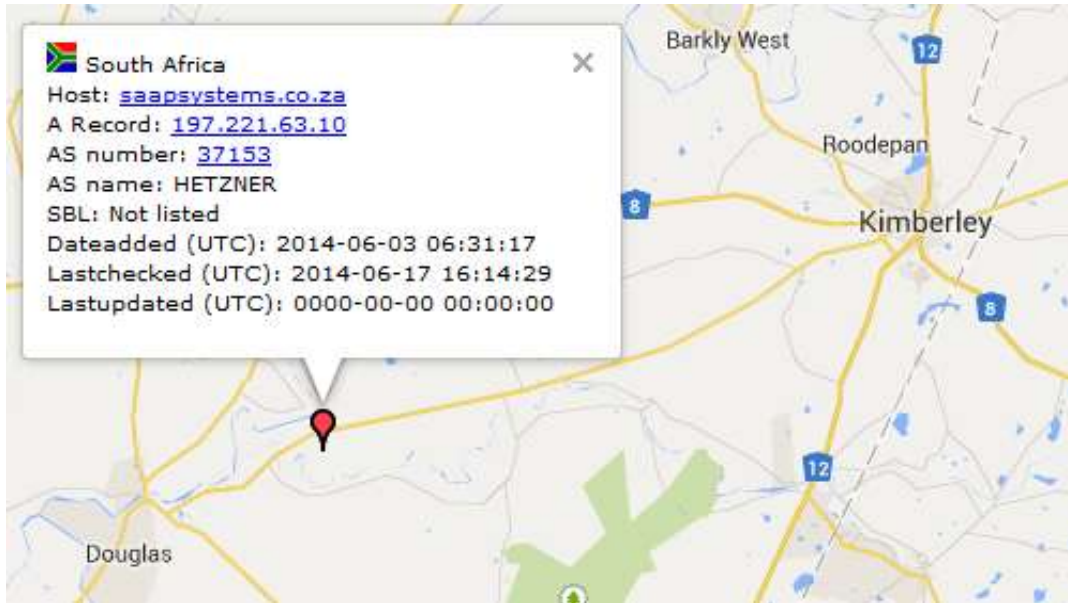 South Africa
Host: saapsystems.co.za
A Record: 197.221.63.10
AS number: 37153
AS name: HETZNER
SBL: Not listed
Dateadded (UTC): 2014-06-03 06:31:17
Lastchecked (UTC): 2014-06-17 16:14:29
Lastupdated (UTC): 0000-00-00 00:00:00
Barkly West
12
Roodepan
8
Kimberley
8
12
Douglas